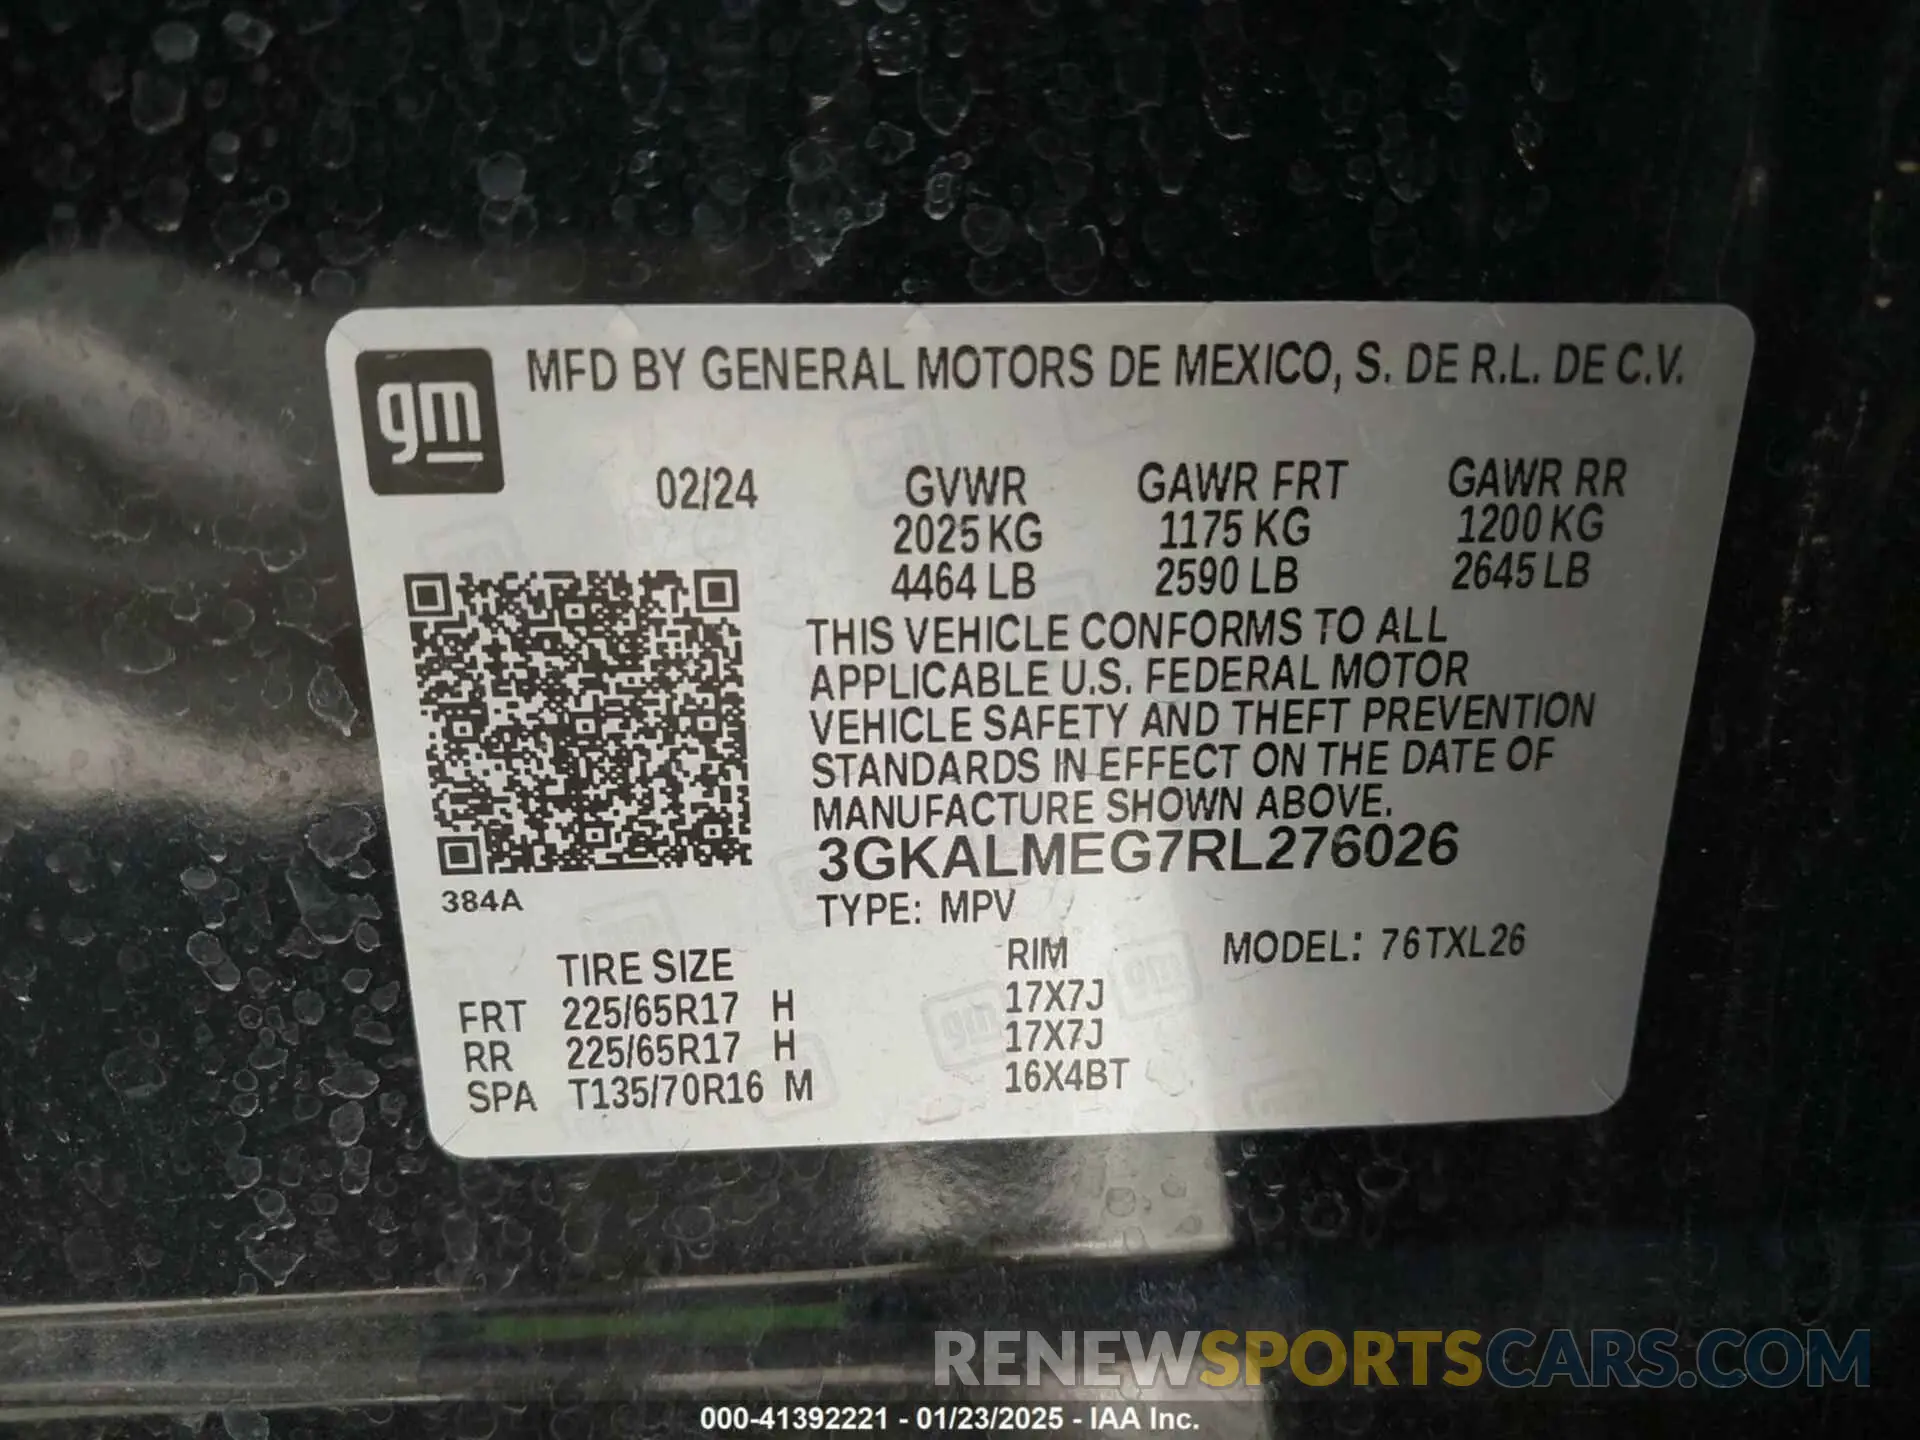 gm
MFD BY GENERAL MOTORS DE MEXICO, S. DE R.L. DE C.V.
02/24 GVWR GAWR FRT GAWR RR
2025 KG 1175 KG 1200 KG
4464 LB 2590 LB 2645 LB
THIS VEHICLE CONFORMS TO ALL
APPLICABLE U.S. FEDERAL MOTOR
VEHICLE SAFETY AND THEFT PREVENTION
STANDARDS IN EFFECT ON THE DATE OF
MANUFACTURE SHOWN ABOVE.
3GKALMEG7RL276026
384A
TYPE: MPV
TIRE SIZE RIM MODEL: 76TXL26
FRT 225/65R17 H 17X7J
RR 225/65R17 H 17X7J
SPA T135/70R16 M 16X4BT
RENEWSPORTSCARS.COM
000-41392221 - 01/23/2025 - IAA Inc.